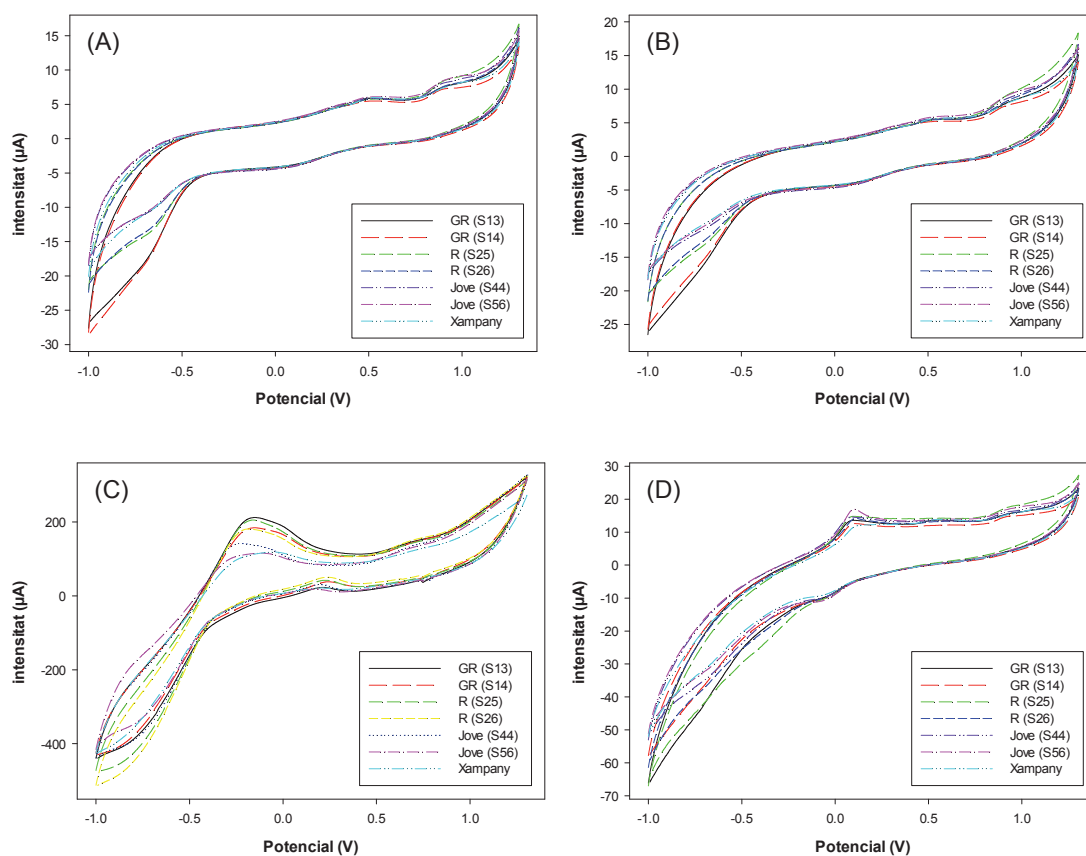 (A)
15
10
5
0
-5
-10
-15
-20
-25
-30
intensitat (µA)
-1.0 -0.5 0.0 0.5 1.0
Potencial (V)
GR (S13)
GR (S14)
R (S25)
R (S26)
Jove (S44)
Jove (S56)
Xampany
(B)
20
15
10
5
0
-5
-10
-15
-20
-25
intensitat (µA)
-1.0 -0.5 0.0 0.5 1.0
Potencial (V)
GR (S13)
GR (S14)
R (S25)
R (S26)
Jove (S44)
Jove (S56)
Xampany
(C)
200
0
-200
-400
intensitat (µA)
-1.0 -0.5 0.0 0.5 1.0
Potencial (V)
GR (S13)
GR (S14)
R (S25)
R (S26)
Jove (S44)
Jove (S56)
Xampany
(D)
30
20
10
0
-10
-20
-30
-40
-50
-60
-70
intensitat (µA)
-1.0 -0.5 0.0 0.5 1.0
Potencial (V)
GR (S13)
GR (S14)
R (S25)
R (S26)
Jove (S44)
Jove (S56)
Xampany